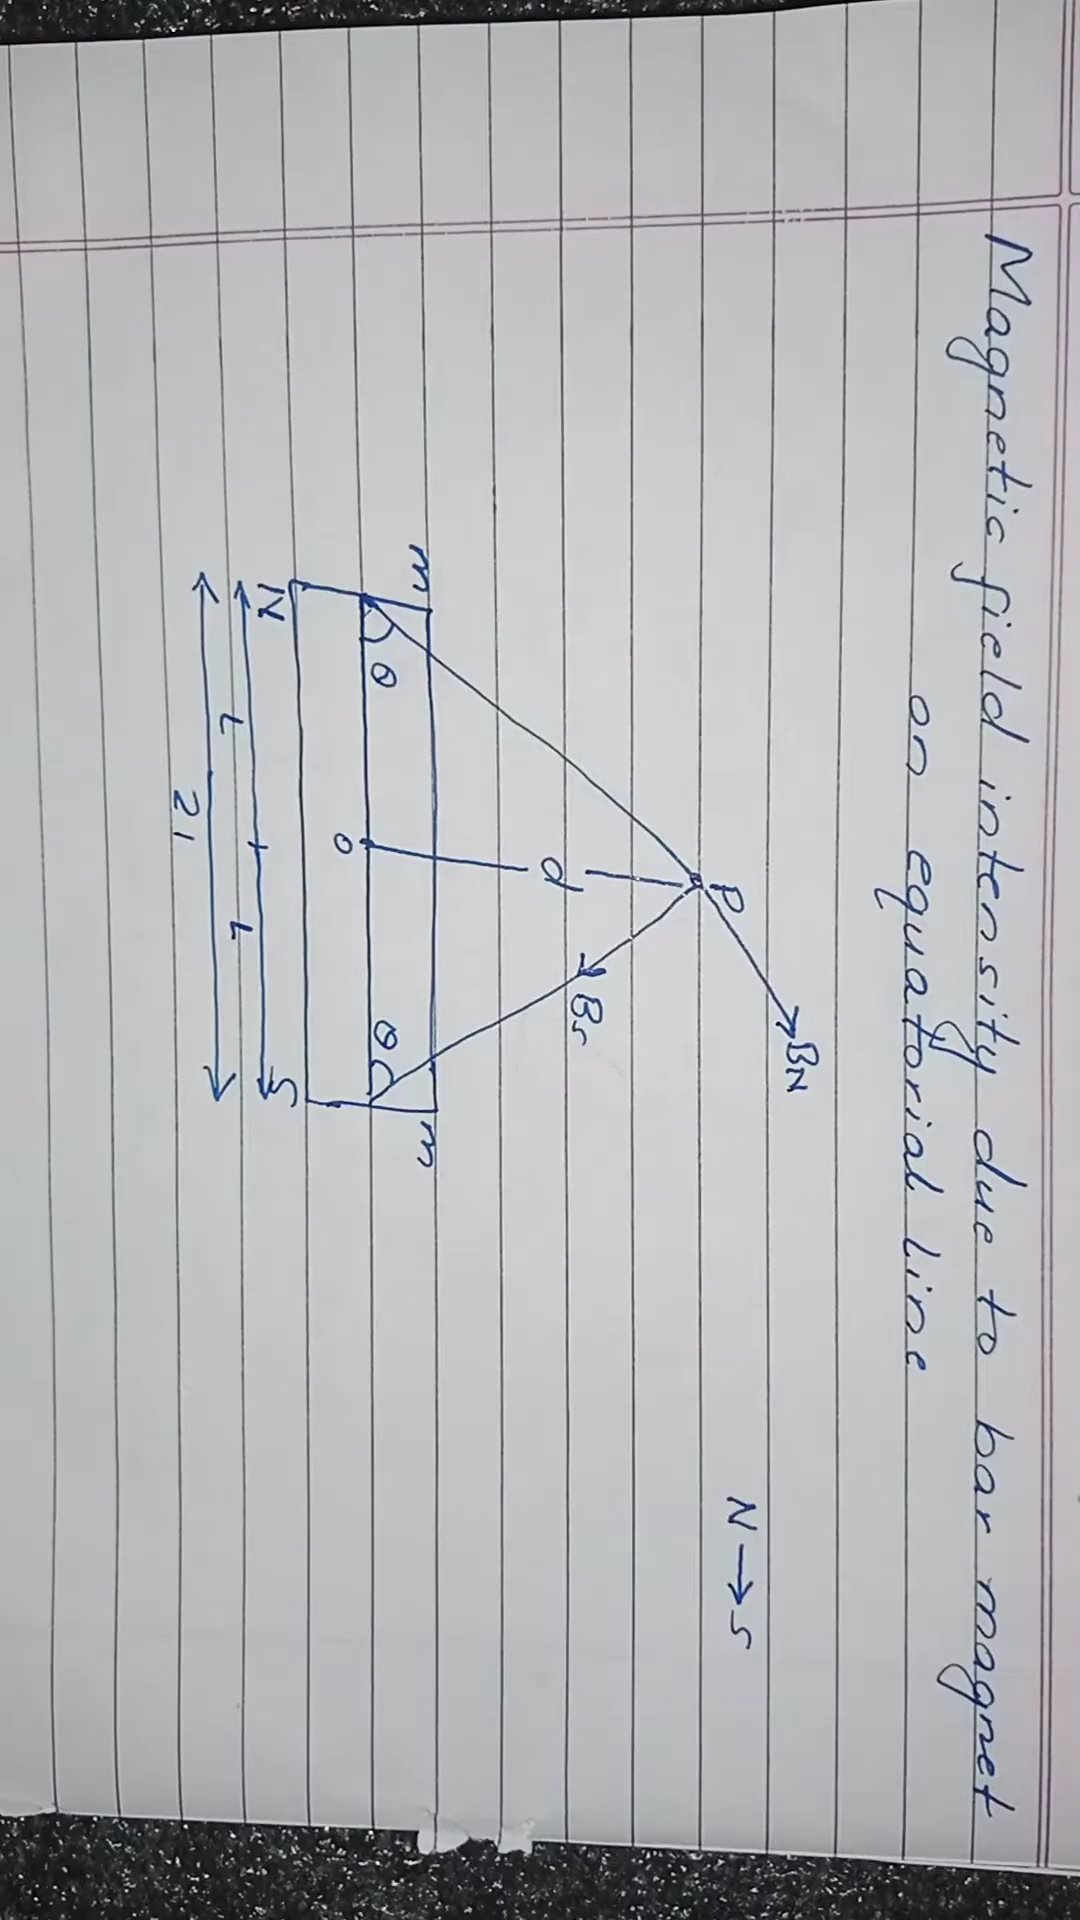 Magnetic field intensity due to bar magnet
on equatorial line
N → S
BN
P
Bs
d
m
m
θ
θ
o
N
S
L
L
2l